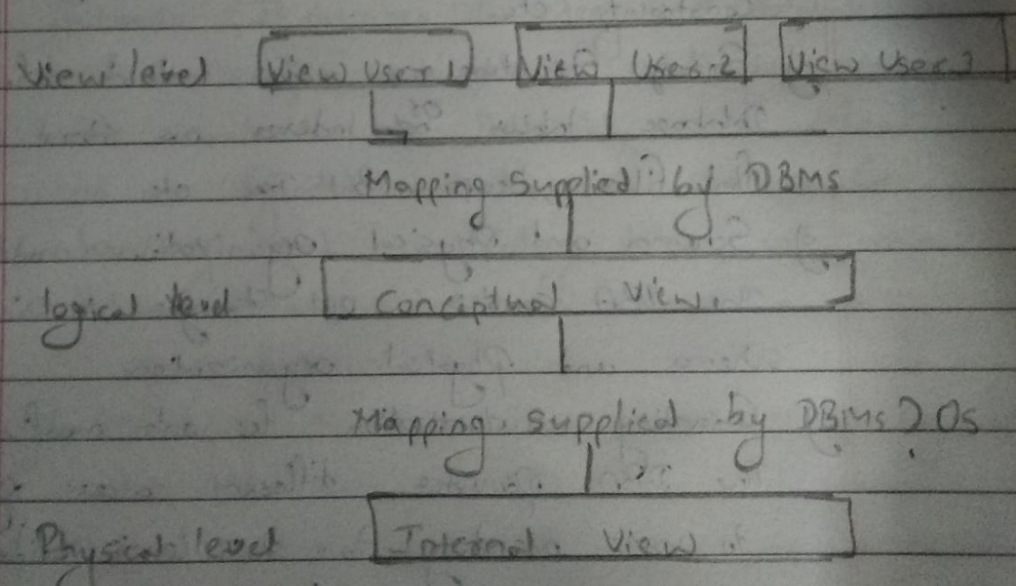 View level View User 1 View User 2 View User 3
Mapping Supplied by DBMS
logical level Conciptual View.
Mapping supplied by DBMS Os
Physical level Internal View.